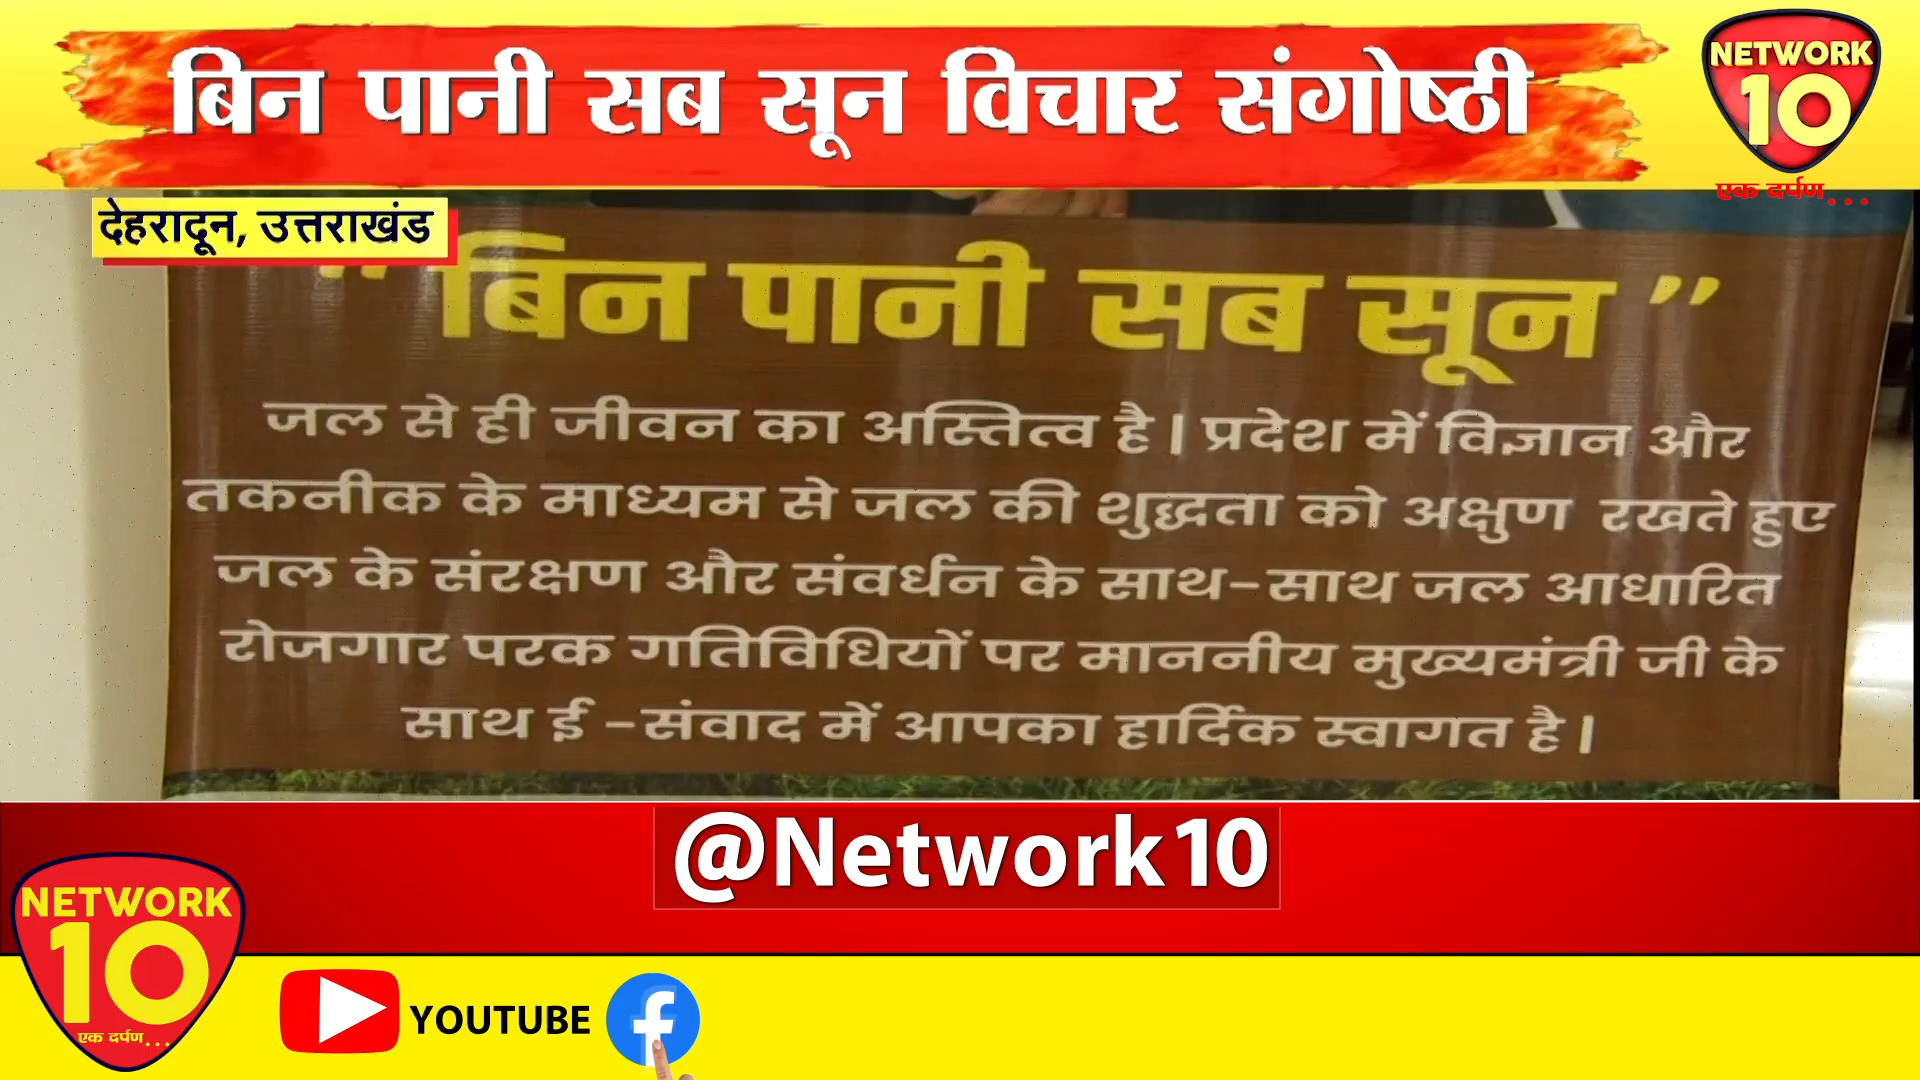 बिन पानी सब सून विचार संगोष्ठी
NETWORK
10
एक दर्पण...
देहरादून, उत्तराखंड
" बिन पानी सब सून "
जल से ही जीवन का अस्तित्व है। प्रदेश में विज्ञान और
तकनीक के माध्यम से जल की शुद्धता को अक्षुण रखते हुए
जल के संरक्षण और संवर्धन के साथ-साथ जल आधारित
रोजगार परक गतिविधियों पर माननीय मुख्यमंत्री जी के
साथ ई -संवाद में आपका हार्दिक स्वागत है।
@Network10
NETWORK
10
एक दर्पण...
YOUTUBE